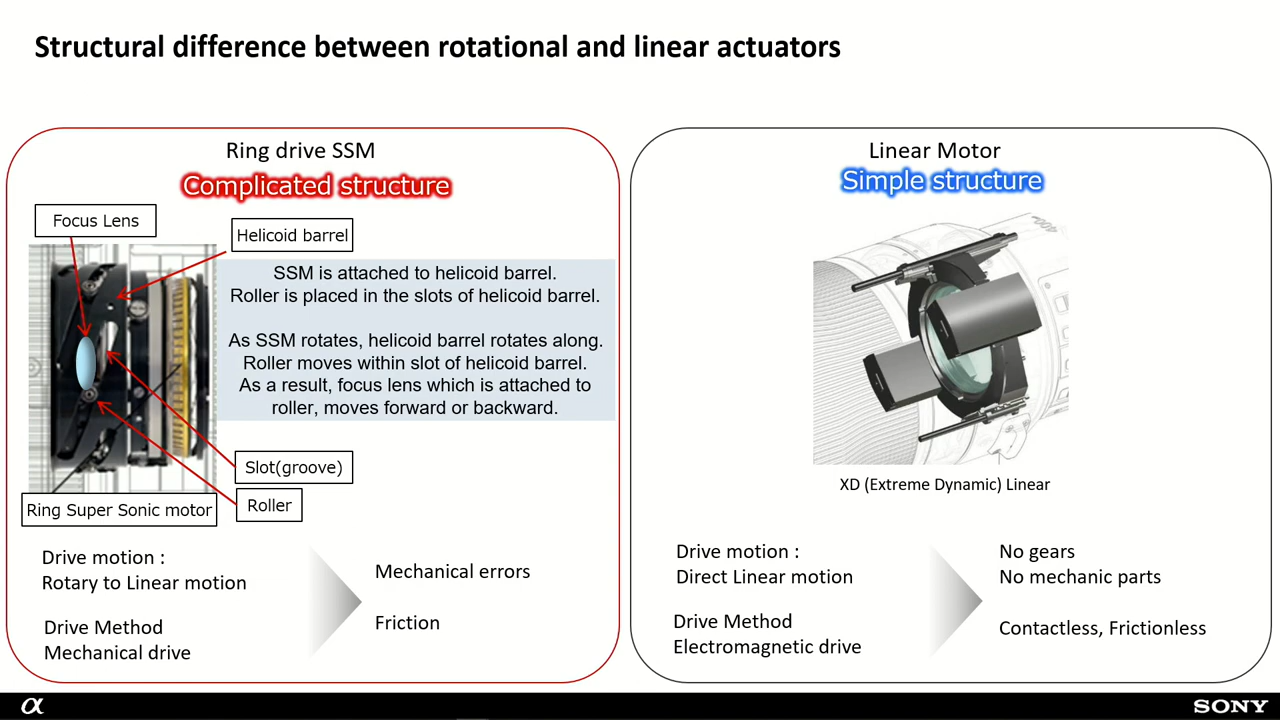 Structural difference between rotational and linear actuators
Ring drive SSM
Complicated structure
Focus Lens
Helicoid barrel
SSM is attached to helicoid barrel.
Roller is placed in the slots of helicoid barrel.
As SSM rotates, helicoid barrel rotates along.
Roller moves within slot of helicoid barrel.
As a result, focus lens which is attached to
roller, moves forward or backward.
Slot(groove)
Roller
Ring Super Sonic motor
Drive motion :
Rotary to Linear motion
Drive Method
Mechanical drive
Mechanical errors
Friction
Linear Motor
Simple structure
XD (Extreme Dynamic) Linear
Drive motion :
Direct Linear motion
Drive Method
Electromagnetic drive
No gears
No mechanic parts
Contactless, Frictionless
α
SONY